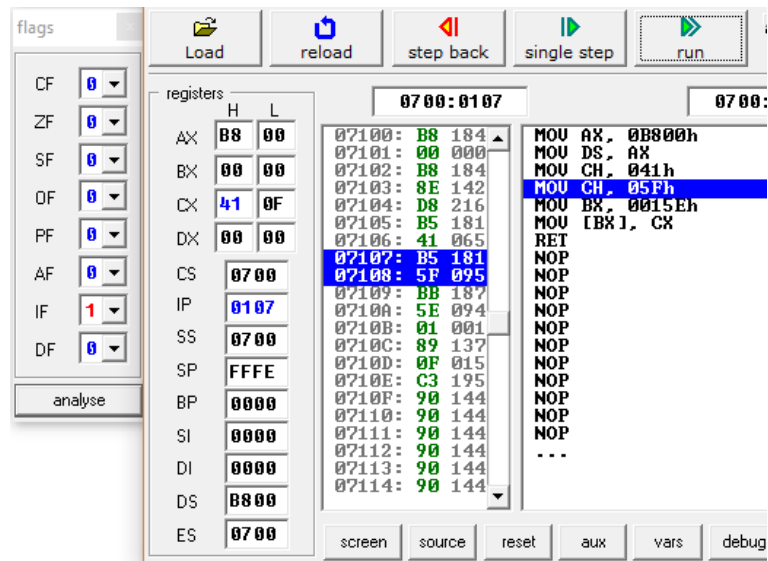 flags
CF 0
ZF 0
SF 0
OF 0
PF 0
AF 0
IF 1
DF 0
analyse
Load
reload
step back
single step
run
registers
H L
AX B8 00
BX 00 00
CX 41 0F
DX 00 00
CS 0700
IP 0107
SS 0700
SP FFFE
BP 0000
SI 0000
DI 0000
DS B800
ES 0700
0700:0107
0700:
07100: B8 184
07101: 00 000
07102: B8 184
07103: 8E 142
07104: D8 216
07105: B5 181
07106: 41 065
07107: B5 181
07108: 5F 095
07109: BB 187
0710A: 5E 094
0710B: 01 001
0710C: 89 137
0710D: 0F 015
0710E: C3 195
0710F: 90 144
07110: 90 144
07111: 90 144
07112: 90 144
07113: 90 144
07114: 90 144
MOV AX, 0B800h
MOV DS, AX
MOV CH, 041h
MOV CH, 05Fh
MOV BX, 0015Eh
MOV [BX], CX
RET
NOP
NOP
NOP
NOP
NOP
NOP
NOP
NOP
NOP
NOP
NOP
...
screen
source
reset
aux
vars
debug